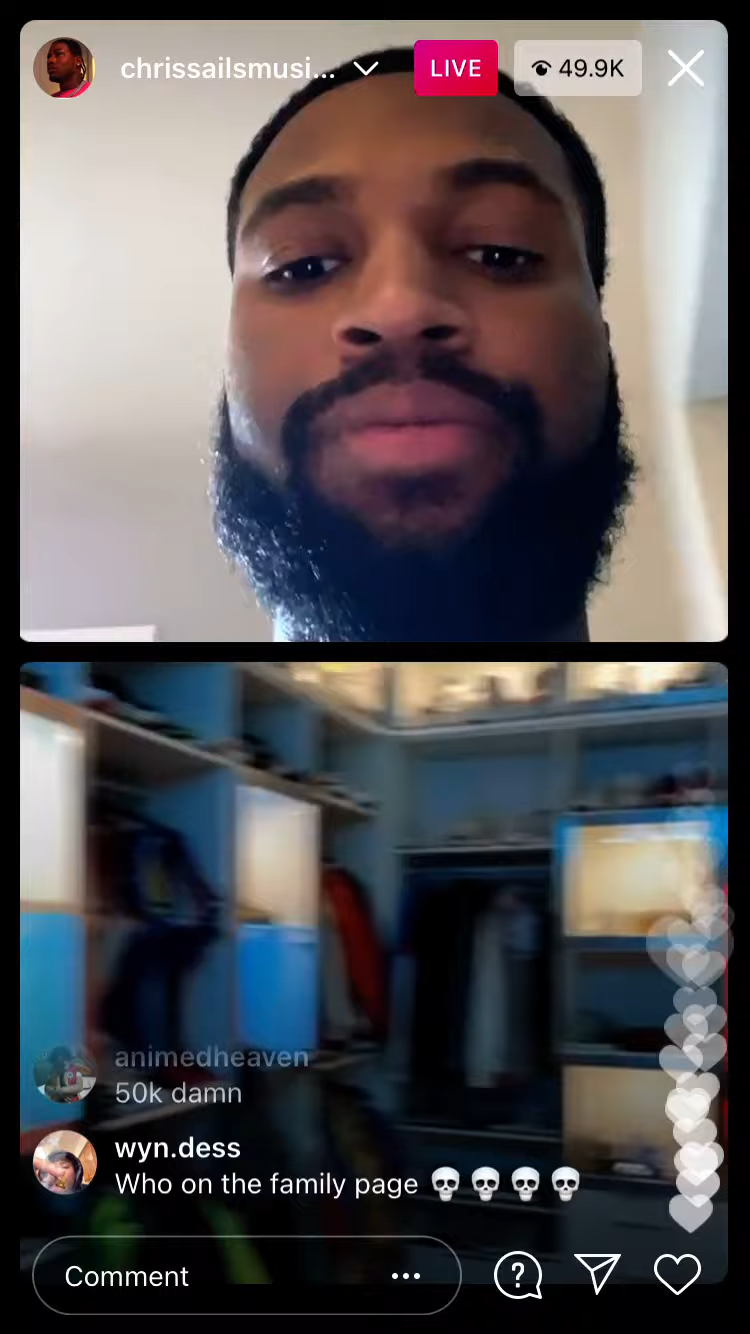 chrissailsmusi...
LIVE
49.9K
animedheaven
50k damn
wyn.dess
Who on the family page 💀💀💀💀
Comment